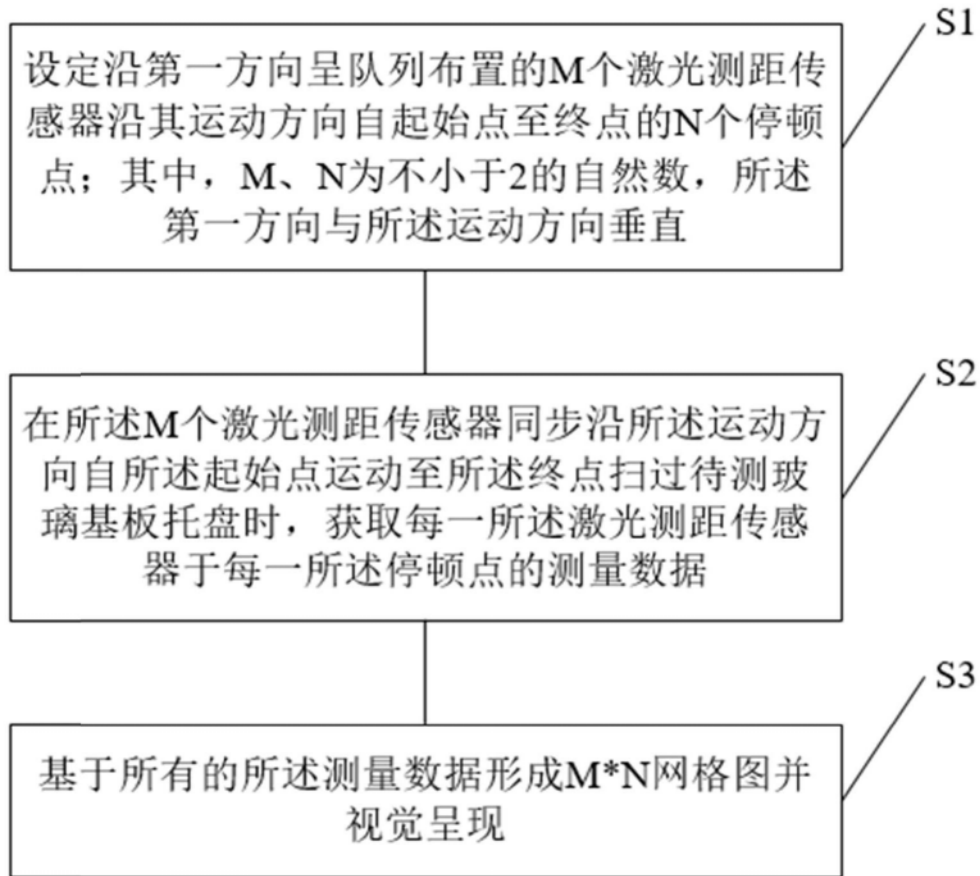 S1
设定沿第一方向呈队列布置的M个激光测距传
感器沿其运动方向自起始点至终点的N个停顿
点；其中，M、N为不小于2的自然数，所述
第一方向与所述运动方向垂直
S2
在所述M个激光测距传感器同步沿所述运动方
向自所述起始点运动至所述终点扫过待测玻
璃基板托盘时，获取每一所述激光测距传感
器于每一所述停顿点的测量数据
S3
基于所有的所述测量数据形成M*N网格图并
视觉呈现